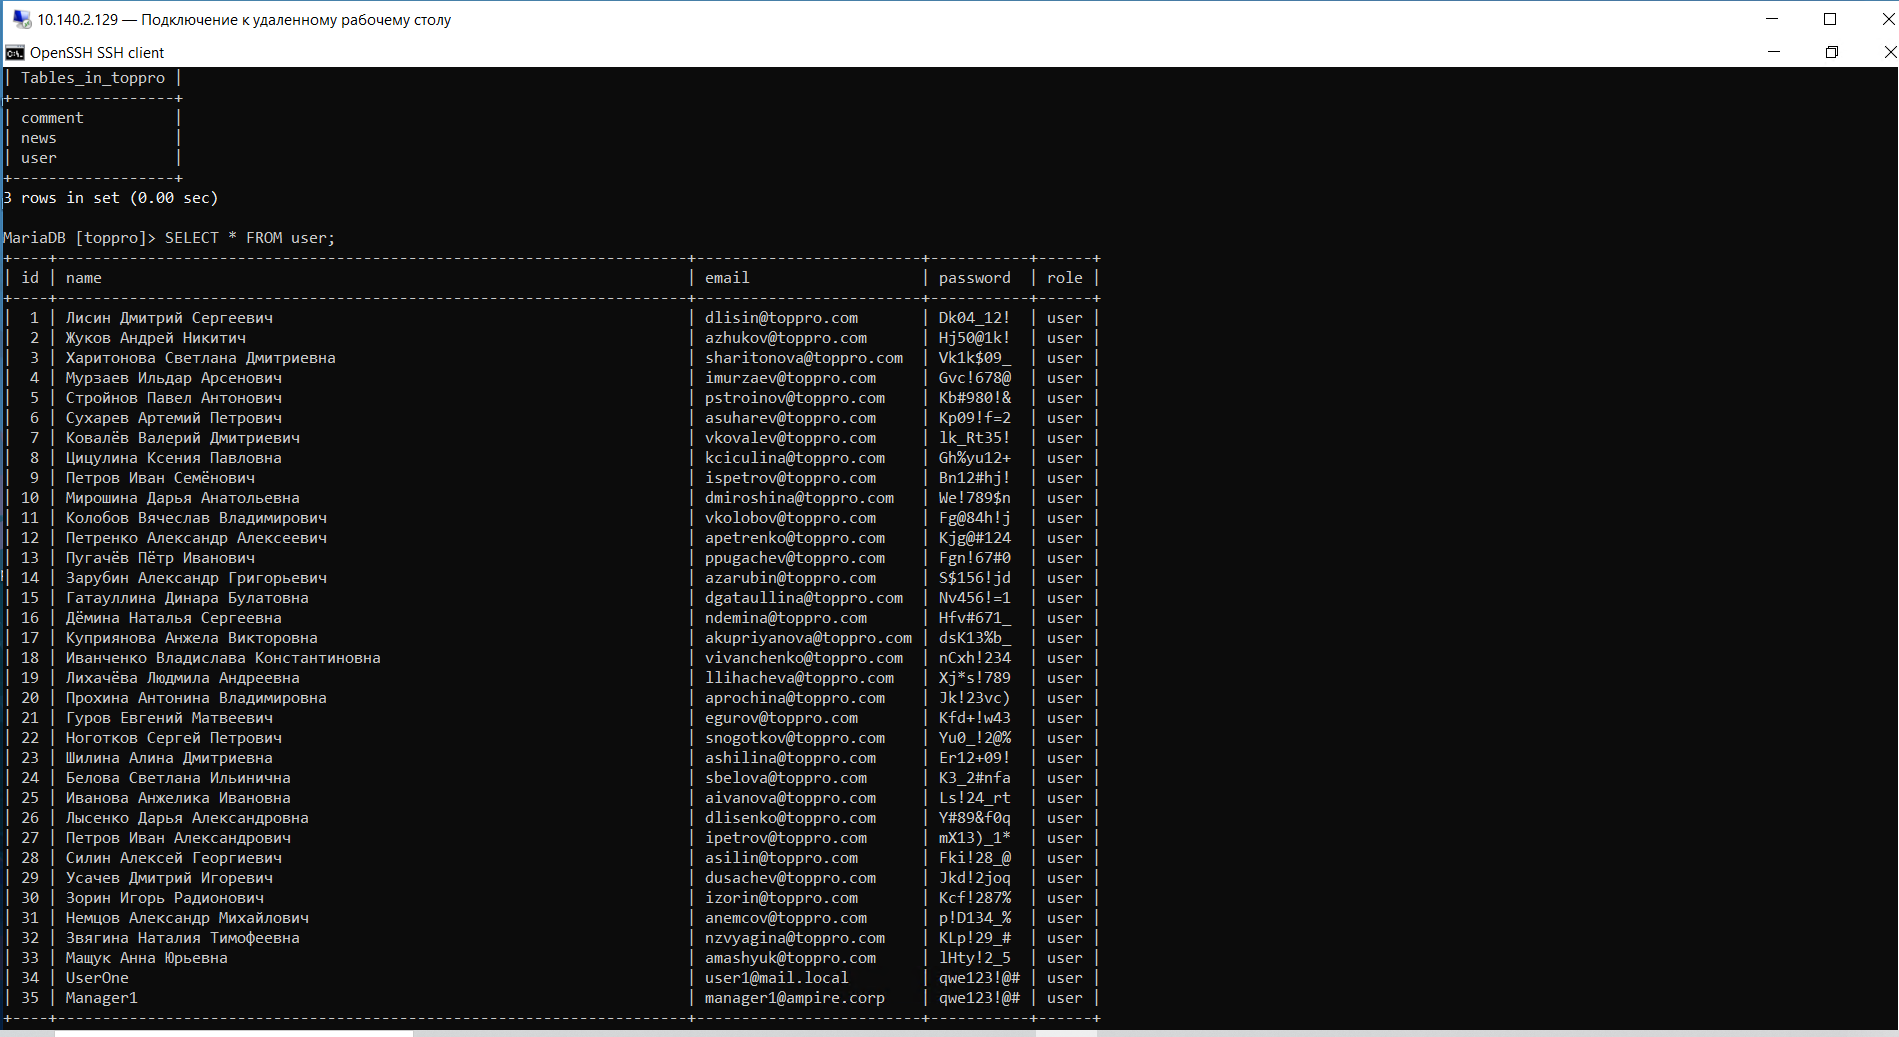 10.140.2.129 — Подключение к удаленному рабочему столу
OpenSSH SSH client
| Tables_in_toppro |
+------------------+
| comment          |
| news             |
| user             |
+------------------+
3 rows in set (0.00 sec)
MariaDB [toppro]> SELECT * FROM user;
| id | name | email | password | role |
| 1 | Лисин Дмитрий Сергеевич | dlisin@toppro.com | Dk04_12! | user |
| 2 | Жуков Андрей Никитич | azhukov@toppro.com | Hj50@1k! | user |
| 3 | Харитонова Светлана Дмитриевна | sharitonova@toppro.com | Vk1k$09_ | user |
| 4 | Мурзаев Ильдар Арсенович | imurzaev@toppro.com | Gvc!678@ | user |
| 5 | Стройнов Павел Антонович | pstroinov@toppro.com | Kb#980!& | user |
| 6 | Сухарев Артемий Петрович | asuharev@toppro.com | Kp09!f=2 | user |
| 7 | Ковалёв Валерий Дмитриевич | vkovalev@toppro.com | lk_Rt35! | user |
| 8 | Цицулина Ксения Павловна | kciculina@toppro.com | Gh%yu12+ | user |
| 9 | Петров Иван Семёнович | ispetrov@toppro.com | Bn12#hj! | user |
| 10 | Мирошина Дарья Анатольевна | dmiroshina@toppro.com | We!789$n | user |
| 11 | Колобов Вячеслав Владимирович | vkolobov@toppro.com | Fg@84h!j | user |
| 12 | Петренко Александр Алексеевич | apetrenko@toppro.com | Kjg@#124 | user |
| 13 | Пугачёв Пётр Иванович | ppugachev@toppro.com | Fgn!67#0 | user |
| 14 | Зарубин Александр Григорьевич | azarubin@toppro.com | S$156!jd | user |
| 15 | Гатауллина Динара Булатовна | dgataullina@toppro.com | Nv456!=1 | user |
| 16 | Дёмина Наталья Сергеевна | ndemina@toppro.com | Hfv#671_ | user |
| 17 | Куприянова Анжела Викторовна | akupriyanova@toppro.com | dsK13%b_ | user |
| 18 | Иванченко Владислава Константиновна | vivanchenko@toppro.com | nCxh!234 | user |
| 19 | Лихачёва Людмила Андреевна | llihacheva@toppro.com | Xj*s!789 | user |
| 20 | Прохина Антонина Владимировна | aprochina@toppro.com | Jk!23vc) | user |
| 21 | Гуров Евгений Матвеевич | egurov@toppro.com | Kfd+!w43 | user |
| 22 | Ноготков Сергей Петрович | snogotkov@toppro.com | Yu0_!2@% | user |
| 23 | Шилина Алина Дмитриевна | ashilina@toppro.com | Er12+09! | user |
| 24 | Белова Светлана Ильинична | sbelova@toppro.com | K3_2#nfa | user |
| 25 | Иванова Анжелика Ивановна | aivanova@toppro.com | Ls!24_rt | user |
| 26 | Лысенко Дарья Александровна | dlisenko@toppro.com | Y#89&f0q | user |
| 27 | Петров Иван Александрович | ipetrov@toppro.com | mX13)_1* | user |
| 28 | Силин Алексей Георгиевич | asilin@toppro.com | Fki!28_@ | user |
| 29 | Усачев Дмитрий Игоревич | dusachev@toppro.com | Jkd!2joq | user |
| 30 | Зорин Игорь Радионович | izorin@toppro.com | Kcf!287% | user |
| 31 | Немцов Александр Михайлович | anemcov@toppro.com | p!D134_% | user |
| 32 | Звягина Наталия Тимофеевна | nzvyagina@toppro.com | KLp!29_# | user |
| 33 | Мащук Анна Юрьевна | amashyuk@toppro.com | lHty!2_5 | user |
| 34 | UserOne | user1@mail.local | qwe123!@# | user |
| 35 | Manager1 | manager1@ampire.corp | qwe123!@# | user |